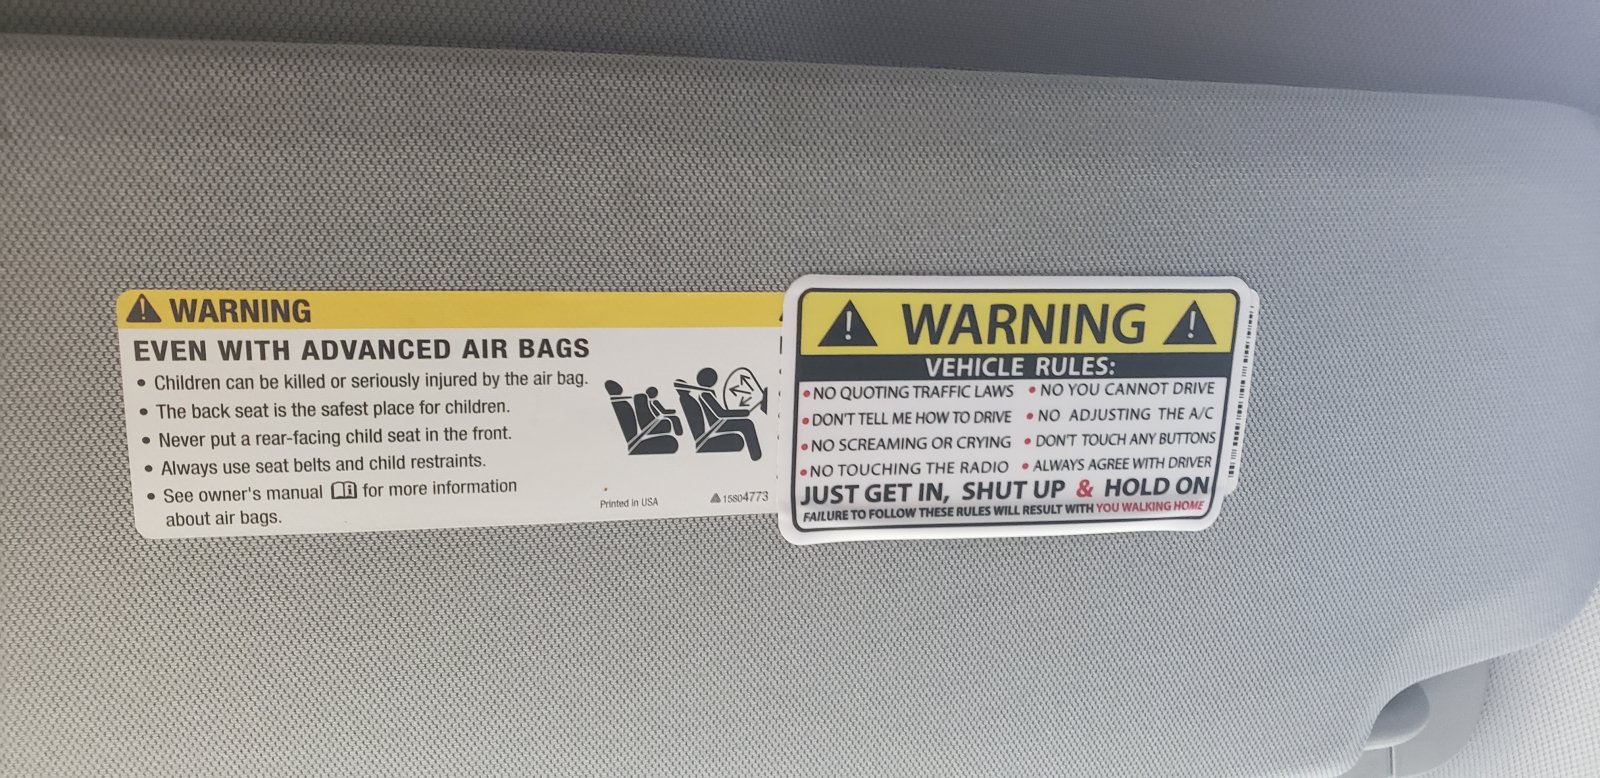 WARNING
EVEN WITH ADVANCED AIR BAGS
• Children can be killed or seriously injured by the air bag.
• The back seat is the safest place for children.
• Never put a rear-facing child seat in the front.
• Always use seat belts and child restraints.
• See owner's manual for more information
about air bags.
Printed in USA
15804773
WARNING
VEHICLE RULES:
• NO QUOTING TRAFFIC LAWS • NO YOU CANNOT DRIVE
• DON'T TELL ME HOW TO DRIVE • NO ADJUSTING THE A/C
• NO SCREAMING OR CRYING • DON'T TOUCH ANY BUTTONS
• NO TOUCHING THE RADIO • ALWAYS AGREE WITH DRIVER
JUST GET IN, SHUT UP & HOLD ON
FAILURE TO FOLLOW THESE RULES WILL RESULT WITH YOU WALKING HOME